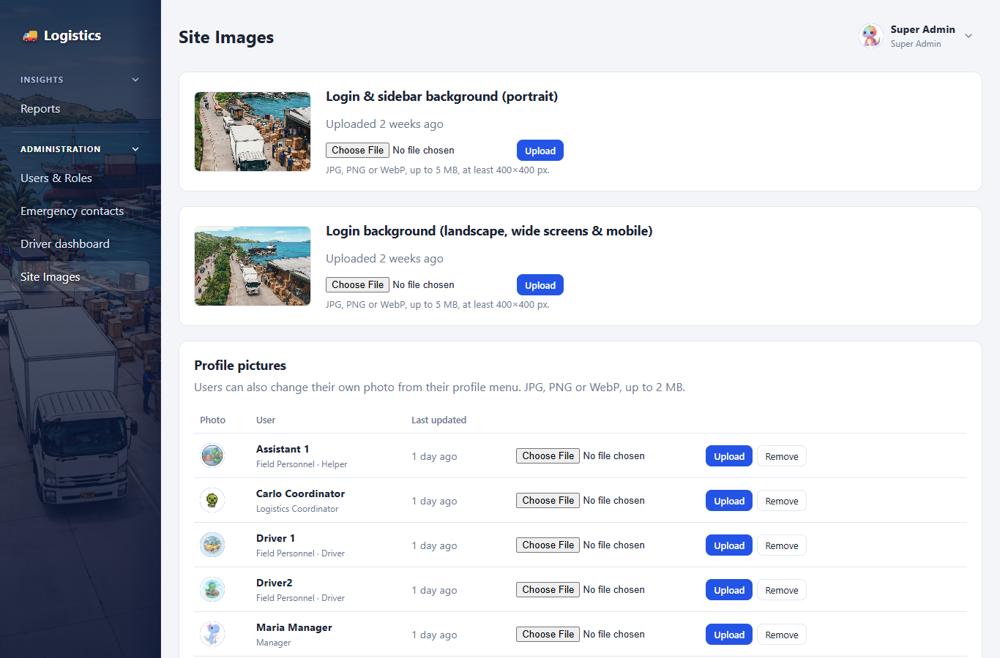 Logistics
INSIGHTS
Reports
ADMINISTRATION
Users & Roles
Emergency contacts
Driver dashboard
Site Images
Site Images
Super Admin
Super Admin
Login & sidebar background (portrait)
Uploaded 2 weeks ago
Choose File No file chosen Upload
JPG, PNG or WebP, up to 5 MB, at least 400×400 px.
Login background (landscape, wide screens & mobile)
Uploaded 2 weeks ago
Choose File No file chosen Upload
JPG, PNG or WebP, up to 5 MB, at least 400×400 px.
Profile pictures
Users can also change their own photo from their profile menu. JPG, PNG or WebP, up to 2 MB.
Photo User Last updated
Assistant 1
Field Personnel · Helper
1 day ago Choose File No file chosen Upload Remove
Carlo Coordinator
Logistics Coordinator
1 day ago Choose File No file chosen Upload Remove
Driver 1
Field Personnel · Driver
1 day ago Choose File No file chosen Upload Remove
Driver2
Field Personnel · Driver
1 day ago Choose File No file chosen Upload Remove
Maria Manager
Manager
1 day ago Choose File No file chosen Upload Remove